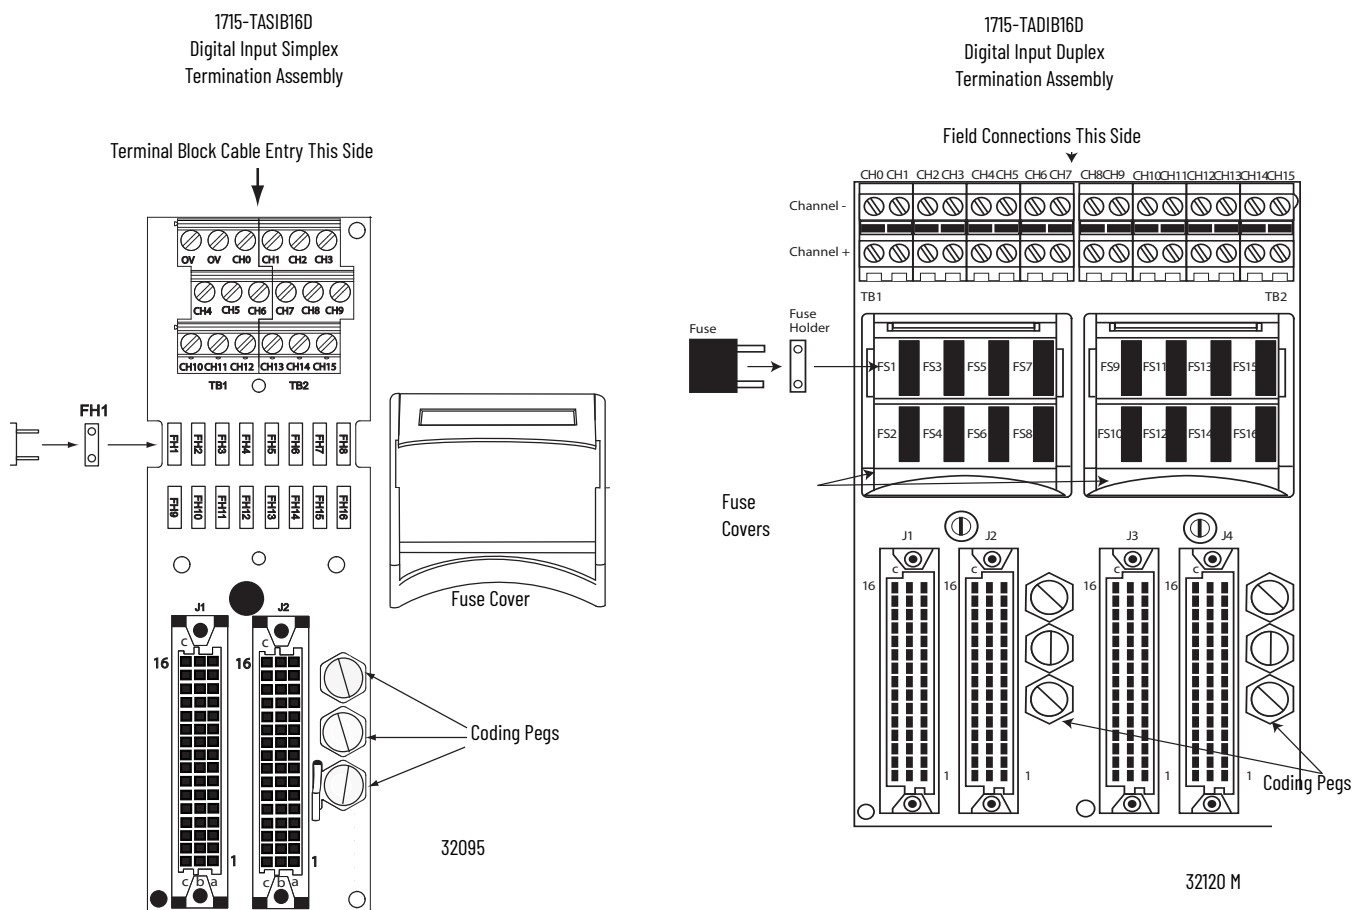 1715-TASIB16D
Digital Input Simplex
Termination Assembly
Terminal Block Cable Entry This Side
OV OV CH0 CH1 CH2 CH3
CH4 CH5 CH6 CH7 CH8 CH9
CH10 CH11 CH12 CH13 CH14 CH15
TB1 TB2
FH1
FH1 FH2 FH3 FH4 FH5 FH6 FH7 FH8
FH9 FH10 FH11 FH12 FH13 FH14 FH15 FH16
Fuse Cover
J1 J2
c c
16 16
Coding Pegs
1 1
c b a c b a
32095
1715-TADIB16D
Digital Input Duplex
Termination Assembly
Field Connections This Side
CH0 CH1 CH2 CH3 CH4 CH5 CH6 CH7 CH8 CH9 CH10 CH11 CH12 CH13 CH14 CH15
Channel -
Channel +
TB1 TB2
Fuse
Fuse
Holder
FS1 FS3 FS5 FS7 FS9 FS11 FS13 FS15
FS2 FS4 FS6 FS8 FS10 FS12 FS14 FS16
Fuse
Covers
J1 J2 J3 J4
c c c c
16 16 16 16
1 1 1 1
Coding Pegs
32120 M